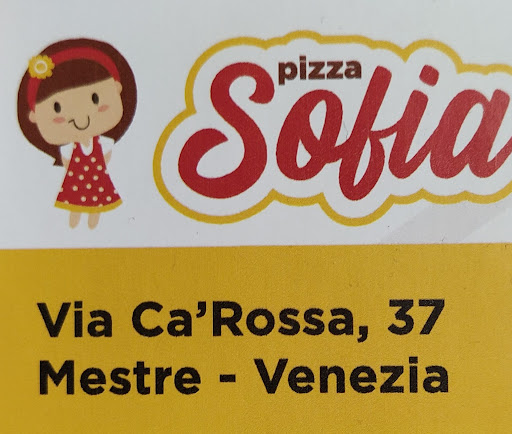 pizza
Sofia
Via Ca'Rossa, 37
Mestre - Venezia